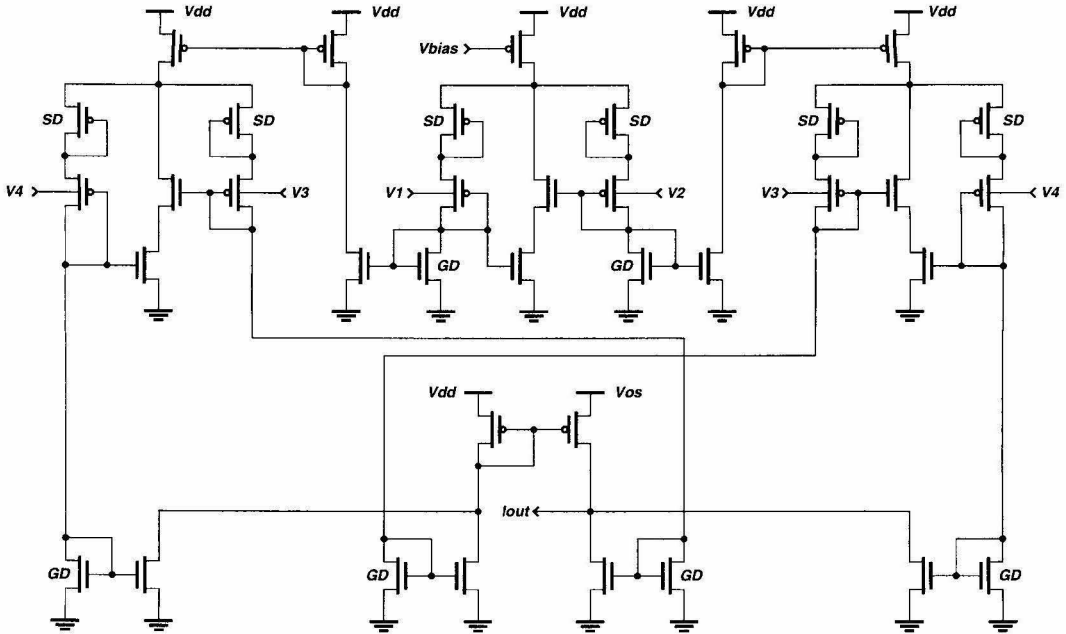 Vdd Vdd Vdd Vdd Vdd
Vbias
SD SD SD SD SD SD
V4 V3 V1 V2 V3 V4
GD GD
Vdd Vos
Iout
GD GD GD GD